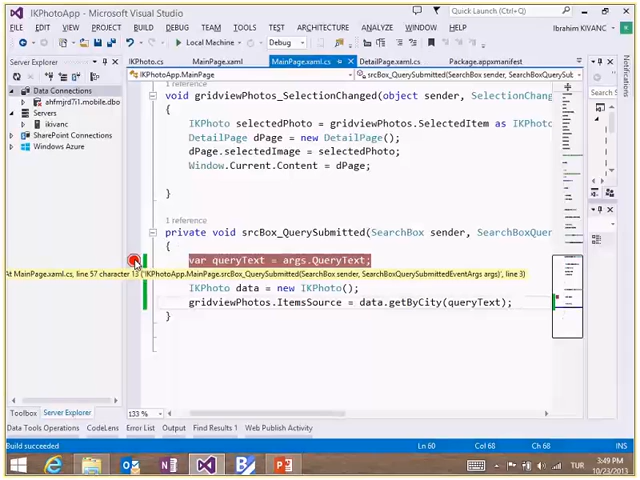 IKPhotoApp - Microsoft Visual Studio
Quick Launch (Ctrl+Q)
FILE EDIT VIEW PROJECT BUILD DEBUG TEAM TOOLS TEST ARCHITECTURE ANALYZE WINDOW HELP
Ibrahim KIVANC
Local Machine
Debug
Server Explorer
Data Connections
ahfmjrd7i1.mobile.dbo
Servers
ikivanc
SharePoint Connections
Windows Azure
IKPhoto.cs
MainPage.xaml
MainPage.xaml.cs
DetailPage.xaml.cs
Package.appxmanifest
IKPhotoApp.MainPage
srcBox_QuerySubmitted(SearchBox sender, SearchBoxQuerySub
1 reference
void gridviewPhotos_SelectionChanged(object sender, SelectionChang
{
IKPhoto selectedPhoto = gridviewPhotos.SelectedItem as IKPhoto
DetailPage dPage = new DetailPage();
dPage.selectedImage = selectedPhoto;
Window.Current.Content = dPage;
}
1 reference
private void srcBox_QuerySubmitted(SearchBox sender, SearchBoxQuer
{
var queryText = args.QueryText;
At MainPage.xaml.cs, line 57 character 13 ('IKPhotoApp.MainPage.srcBox_QuerySubmitted(SearchBox sender, SearchBoxQuerySubmittedEventArgs args)', line 3)
IKPhoto data = new IKPhoto();
gridviewPhotos.ItemsSource = data.getByCity(queryText);
}
133 %
Notifications
Toolbox
Server Explorer
Data Tools Operations
CodeLens
Error List
Output
Find Results 1
Web Publish Activity
Build succeeded
Ln 60
Col 68
Ch 68
INS
TUR
3:49 PM
10/23/2013